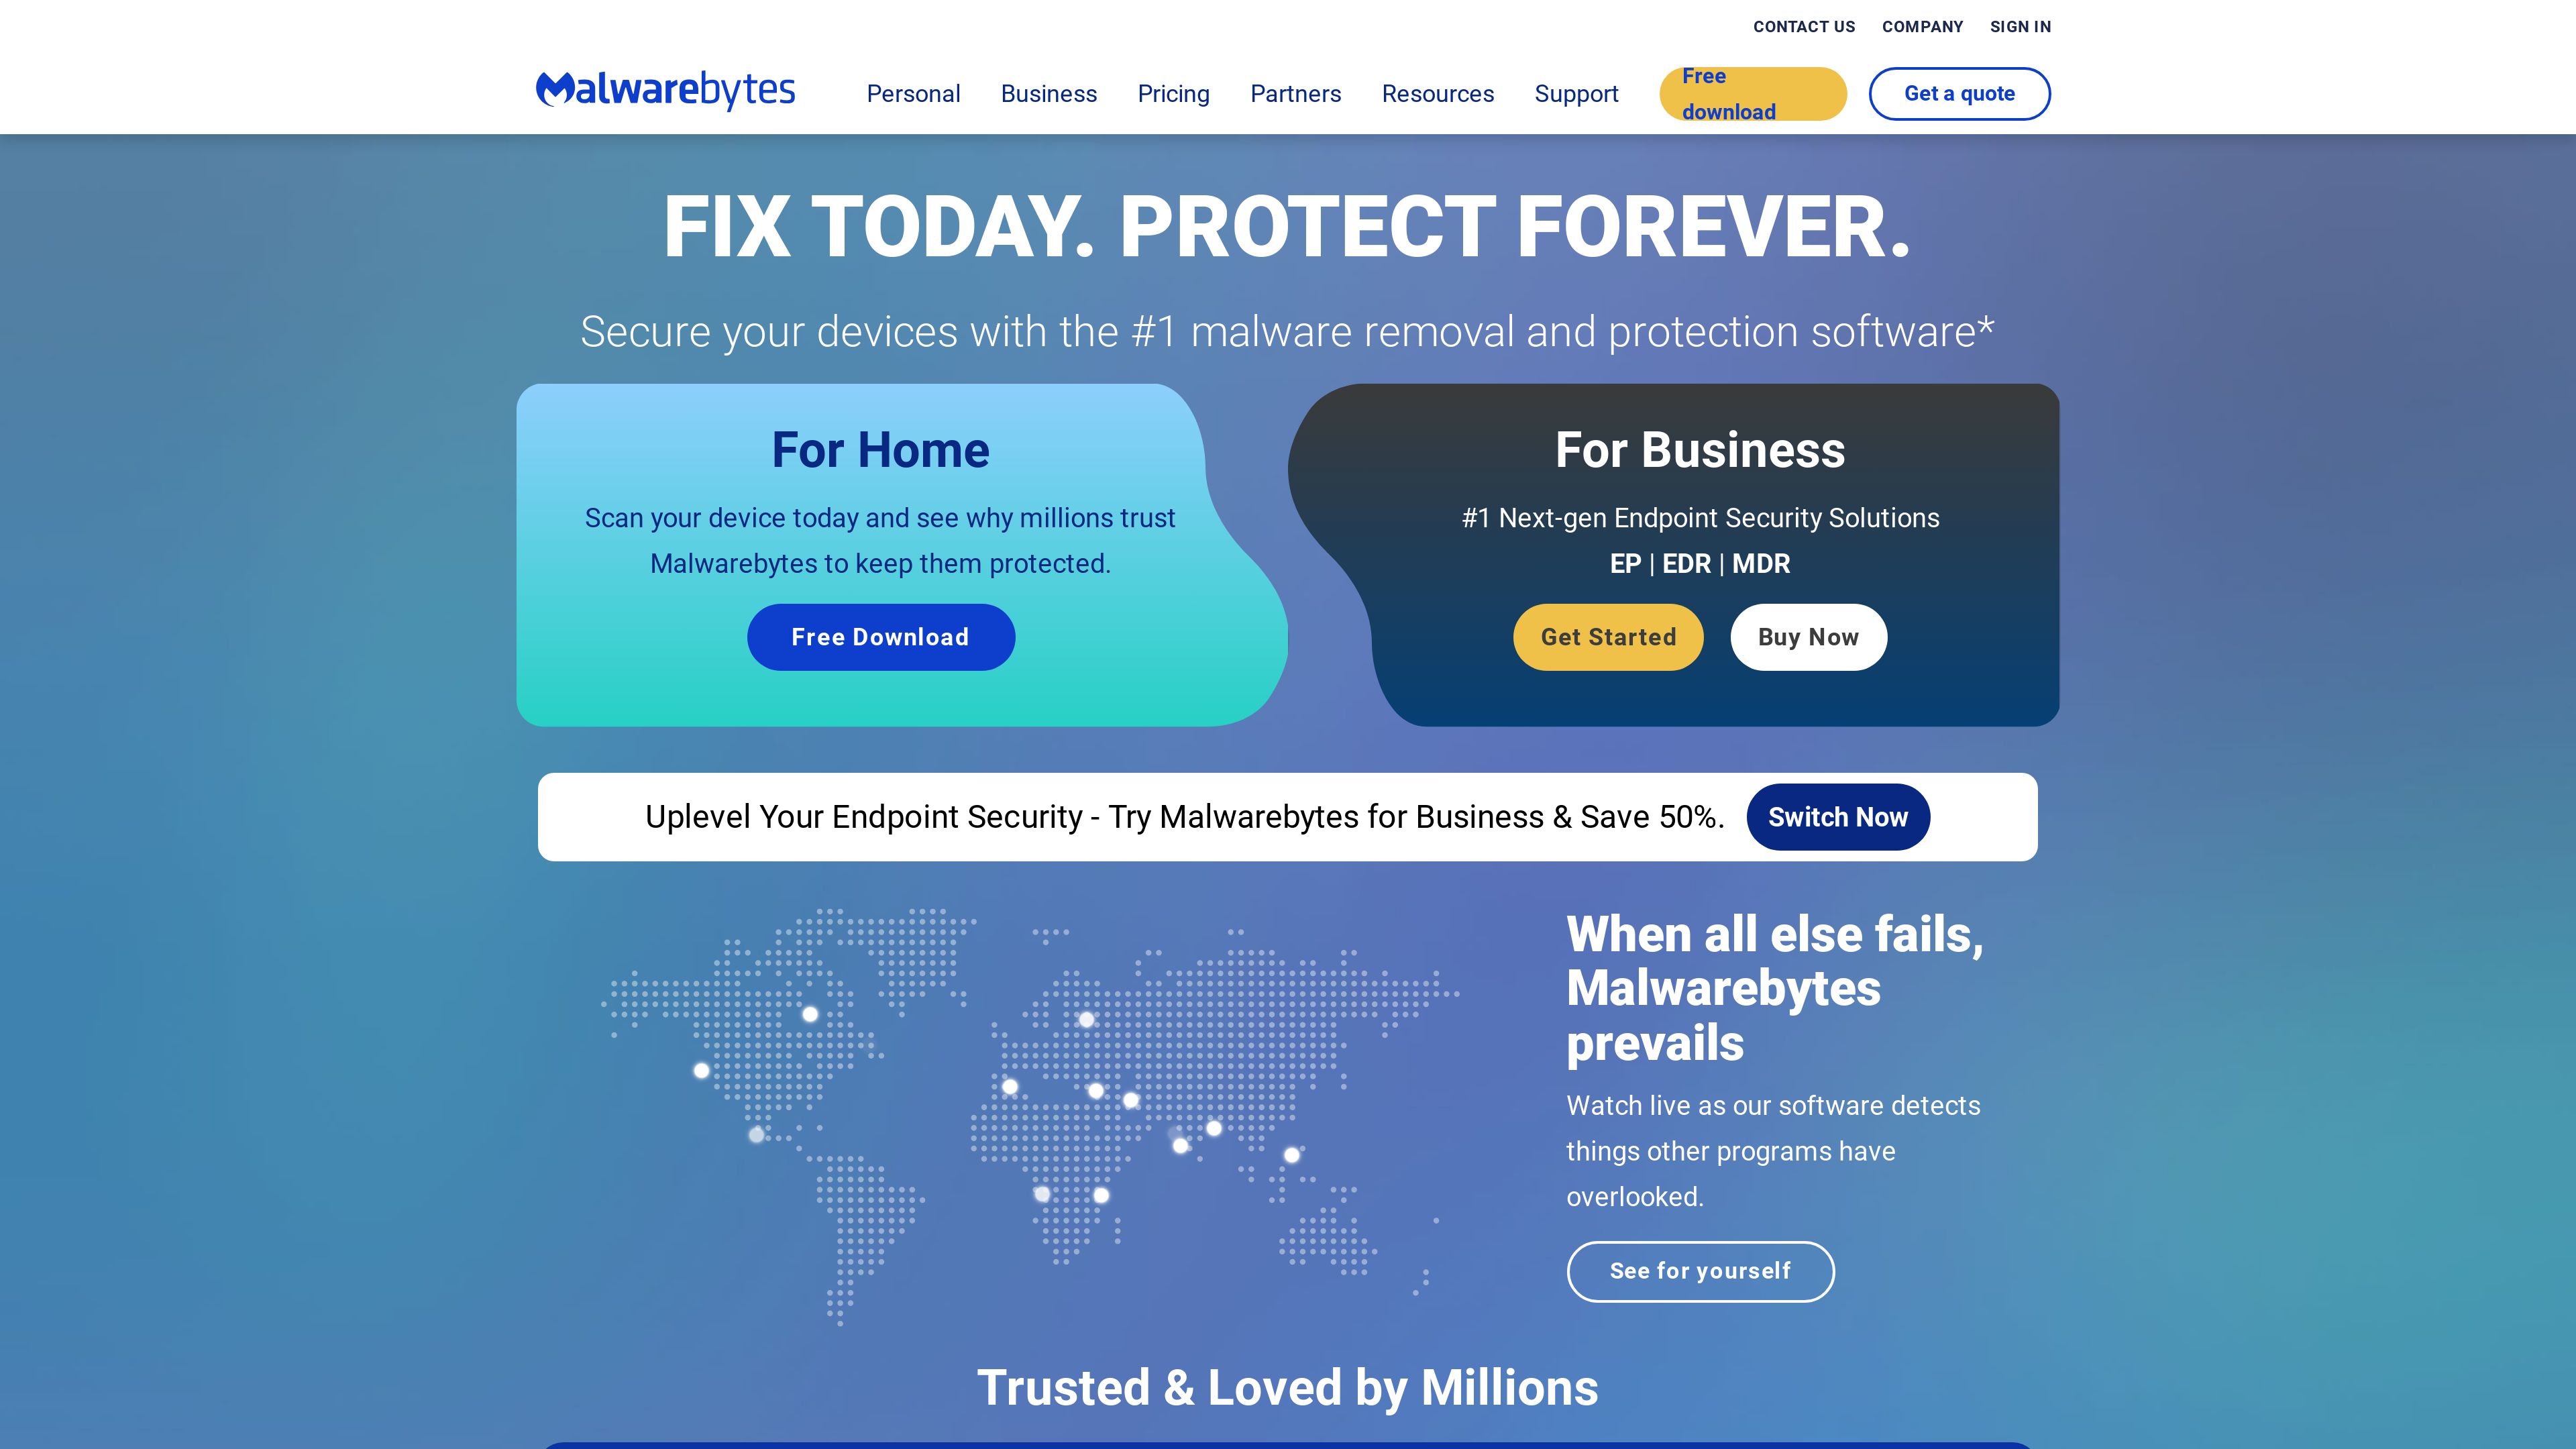 CONTACT US COMPANY SIGN IN
Malwarebytes Personal Business Pricing Partners Resources Support Free download Get a quote
FIX TODAY. PROTECT FOREVER.
Secure your devices with the #1 malware removal and protection software*
For Home
Scan your device today and see why millions trust
Malwarebytes to keep them protected.
Free Download
For Business
#1 Next-gen Endpoint Security Solutions
EP | EDR | MDR
Get Started Buy Now
Uplevel Your Endpoint Security - Try Malwarebytes for Business & Save 50%. Switch Now
When all else fails,
Malwarebytes
prevails
Watch live as our software detects
things other programs have
overlooked.
See for yourself
Trusted & Loved by Millions